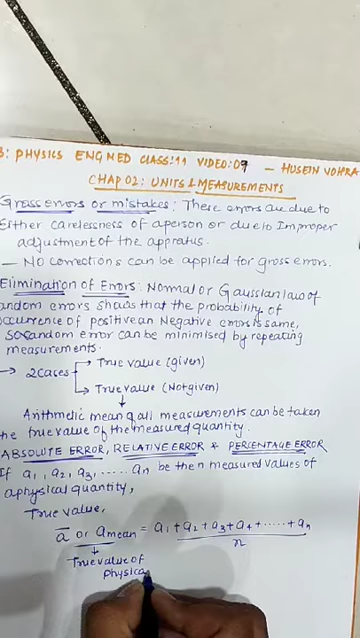 : PHYSICS ENGMED CLASS:11 VIDEO:07 - HUSEIN VOHRA
CHAP 02: UNITS & MEASUREMENTS
Gross errors or mistakes: These errors are due to
Either carelessness of a person or due to Improper
adjustment of the appratus.
- No corrections can be applied for gross errors.
Elimination of Errors: Normal or Gaussian law of
random errors shows that the probability of
occurrence of positive an Negative errors is same,
so random error can be minimised by repeating
measurements.
→ 2 cases → True value (given)
→ True value (Not given)
Arithmetic mean of all measurements can be taken
the true value of the measured quantity.
ABSOLUTE ERROR, RELATIVE ERROR & PERCENTAGE ERROR
If a₁, a₂, a₃, ..... aₙ be the n measured values of
a physical quantity,
True value,
a̅ or amean = a₁ + a₂ + a₃ + a₄ + ..... + aₙ
n
True value of
physica